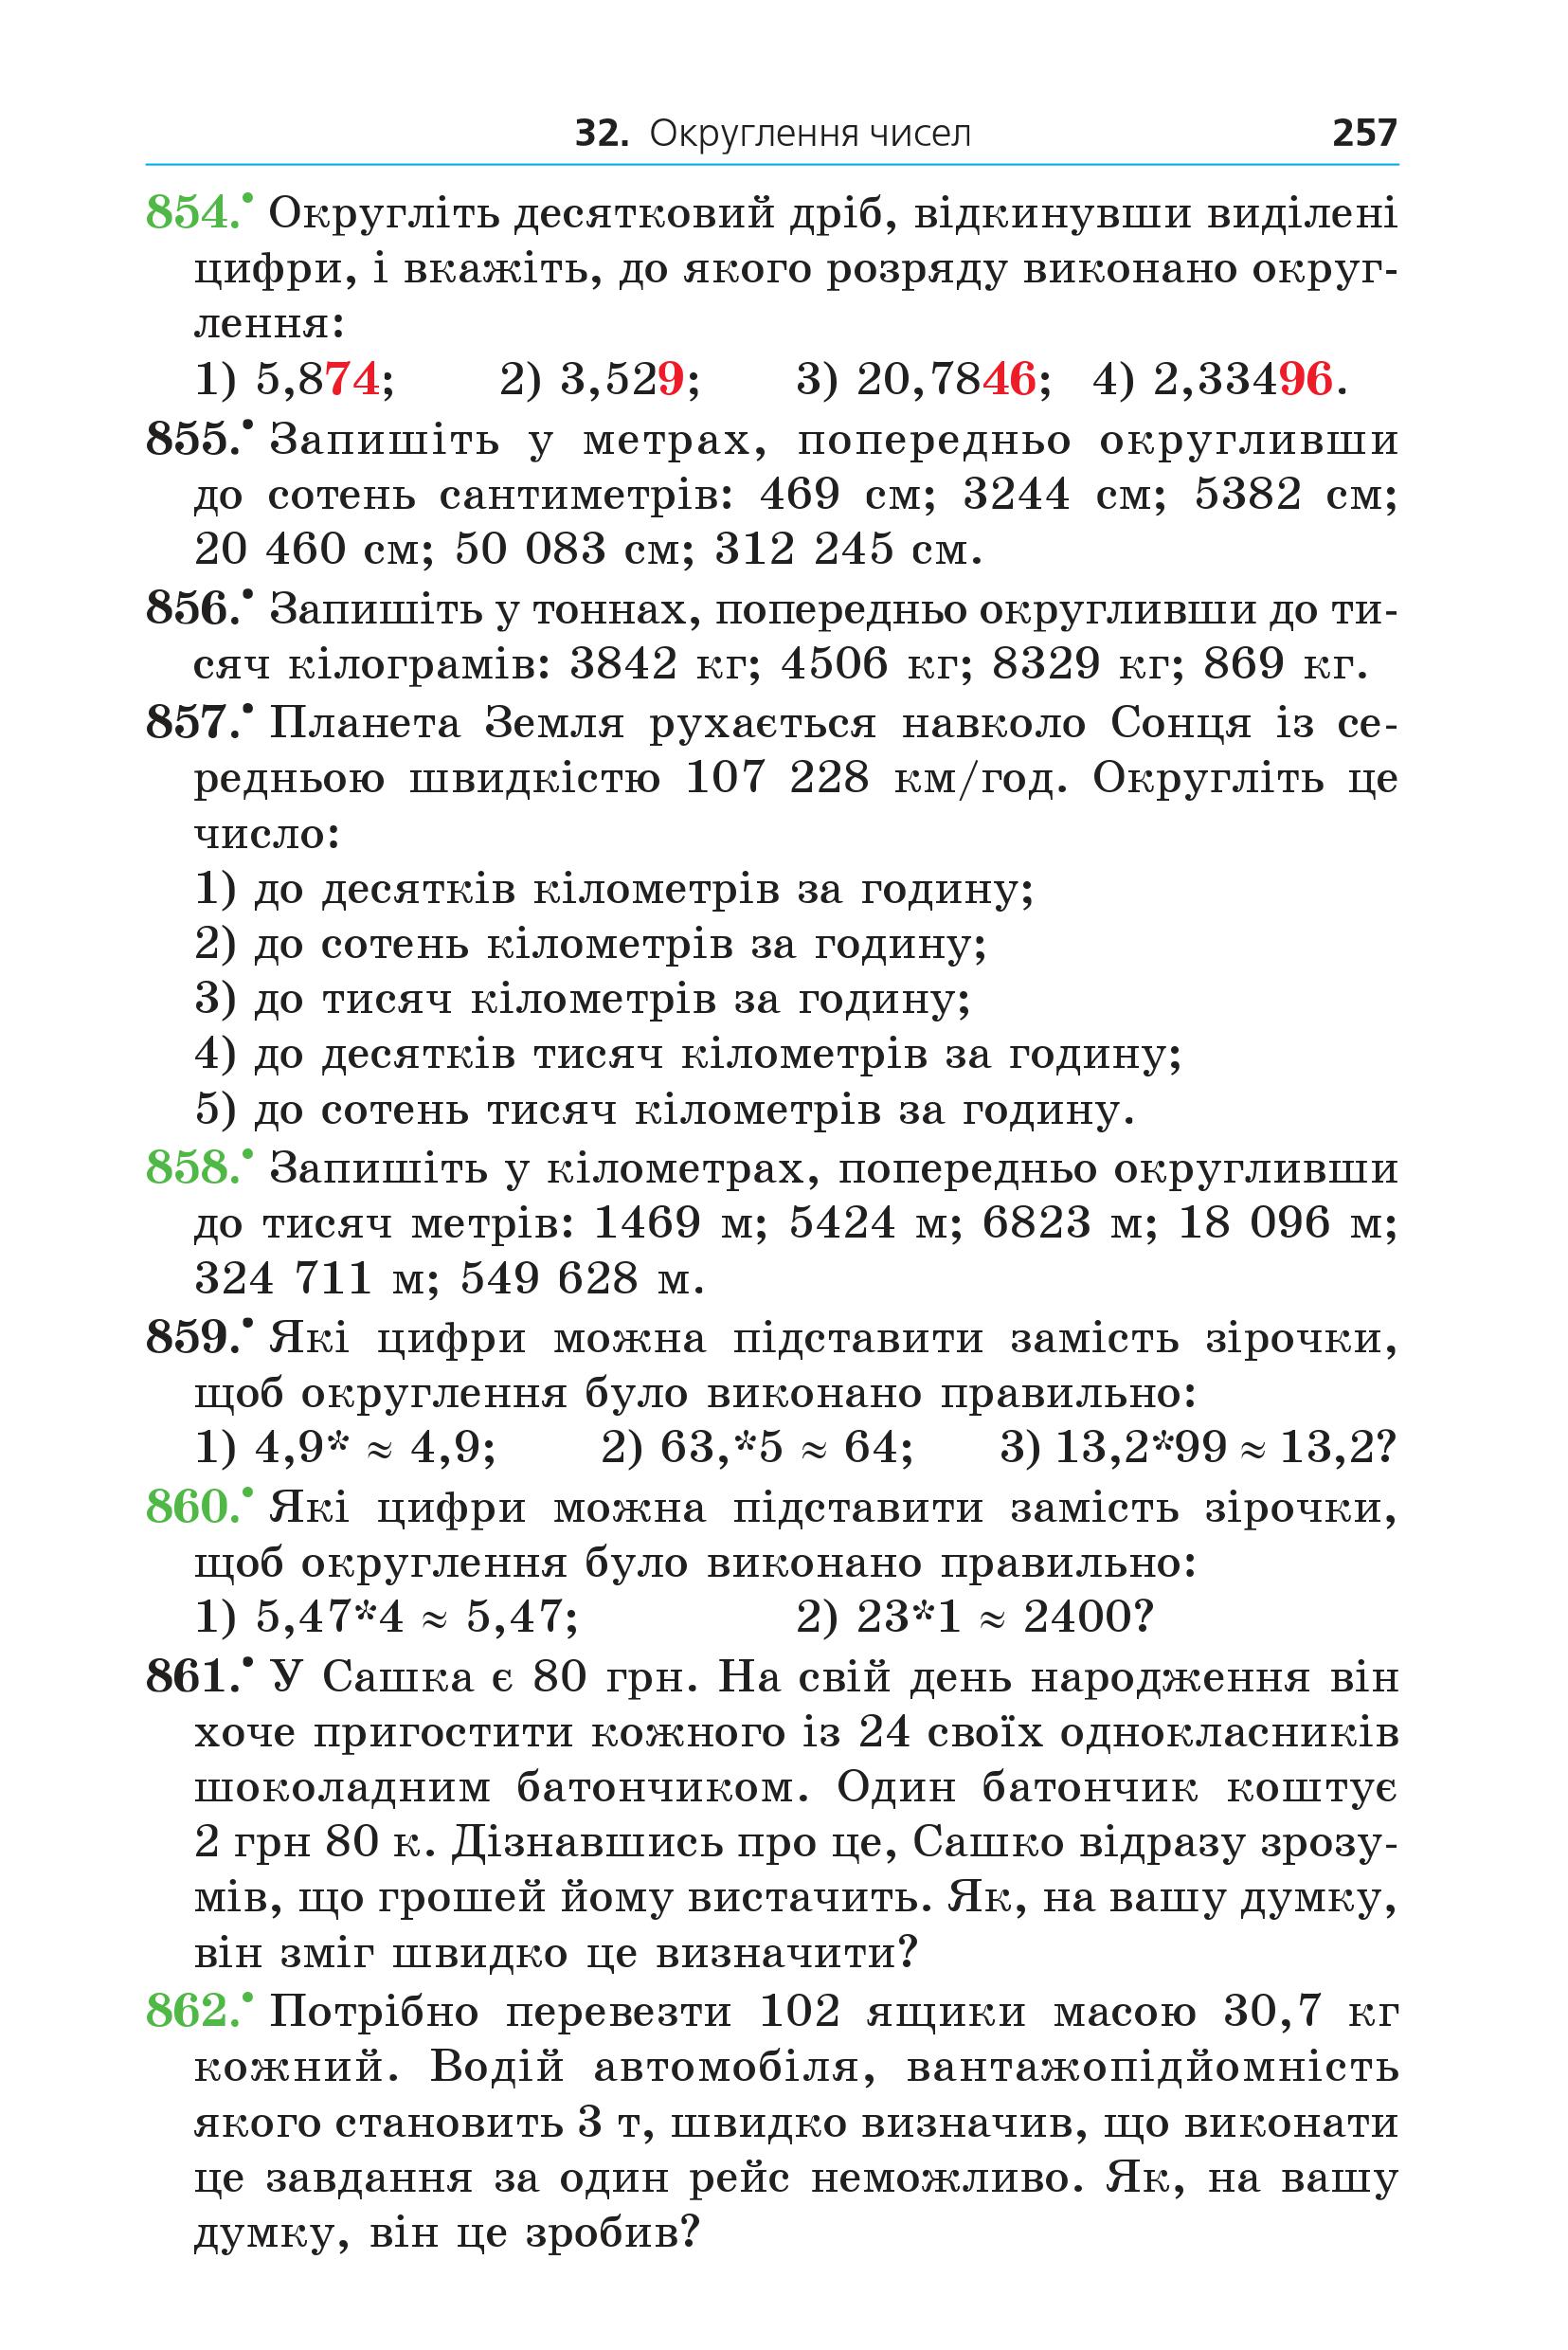 32. Округлення чисел 257
854.• Округліть десятковий дріб, відкинувши виділені
цифри, і вкажіть, до якого розряду виконано округ-
лення:
1) 5,874; 2) 3,529; 3) 20,7846; 4) 2,33496.
855.• Запишіть у метрах, попередньо округливши
до сотень сантиметрів: 469 см; 3244 см; 5382 см;
20 460 см; 50 083 см; 312 245 см.
856.• Запишіть у тоннах, попередньо округливши до ти-
сяч кілограмів: 3842 кг; 4506 кг; 8329 кг; 869 кг.
857.• Планета Земля рухається навколо Сонця із се-
редньою швидкістю 107 228 км/год. Округліть це
число:
1) до десятків кілометрів за годину;
2) до сотень кілометрів за годину;
3) до тисяч кілометрів за годину;
4) до десятків тисяч кілометрів за годину;
5) до сотень тисяч кілометрів за годину.
858.• Запишіть у кілометрах, попередньо округливши
до тисяч метрів: 1469 м; 5424 м; 6823 м; 18 096 м;
324 711 м; 549 628 м.
859.• Які цифри можна підставити замість зірочки,
щоб округлення було виконано правильно:
1) 4,9* ≈ 4,9; 2) 63,*5 ≈ 64; 3) 13,2*99 ≈ 13,2?
860.• Які цифри можна підставити замість зірочки,
щоб округлення було виконано правильно:
1) 5,47*4 ≈ 5,47; 2) 23*1 ≈ 2400?
861.• У Сашка є 80 грн. На свій день народження він
хоче пригостити кожного із 24 своїх однокласників
шоколадним батончиком. Один батончик коштує
2 грн 80 к. Дізнавшись про це, Сашко відразу зрозу-
мів, що грошей йому вистачить. Як, на вашу думку,
він зміг швидко це визначити?
862.• Потрібно перевезти 102 ящики масою 30,7 кг
кожний. Водій автомобіля, вантажопідйомність
якого становить 3 т, швидко визначив, що виконати
це завдання за один рейс неможливо. Як, на вашу
думку, він це зробив?